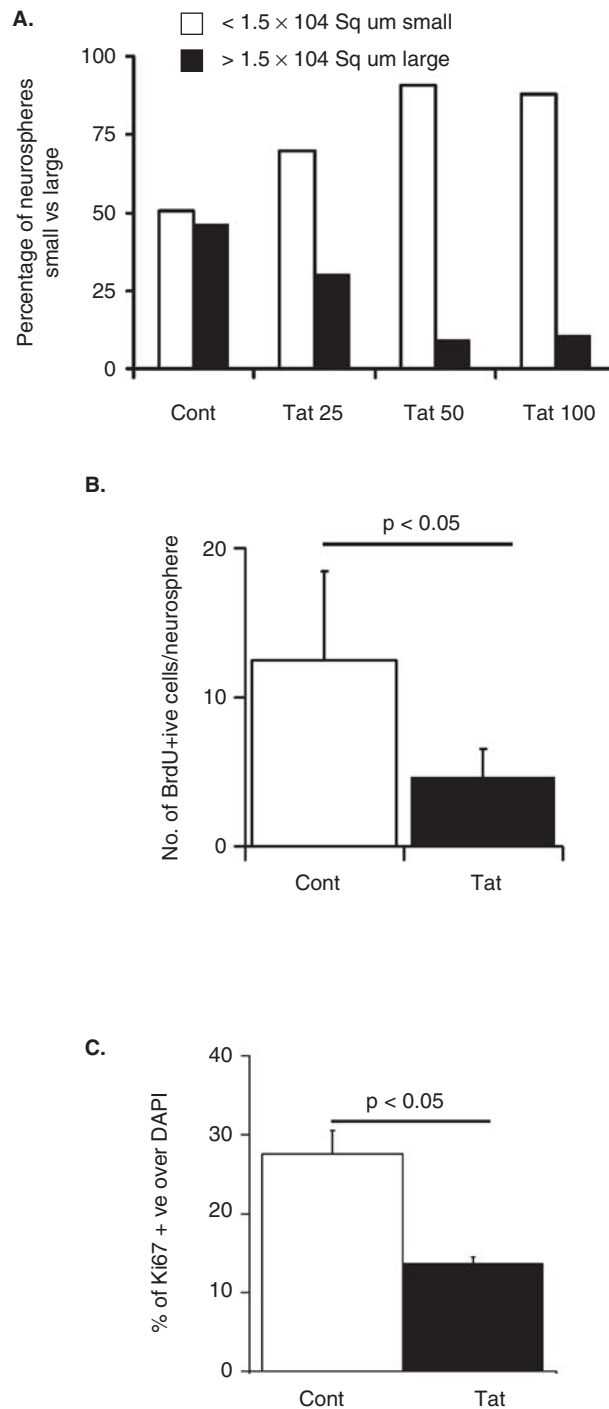 A.
< 1.5 × 104 Sq um small
> 1.5 × 104 Sq um large
Percentage of neurospheres
small vs large
100
75
50
25
0
Cont Tat 25 Tat 50 Tat 100
B.
p < 0.05
No. of BrdU+ive cells/neurosphere
20
10
0
Cont Tat
C.
p < 0.05
% of Ki67 + ve over DAPI
40
30
20
10
0
Cont Tat